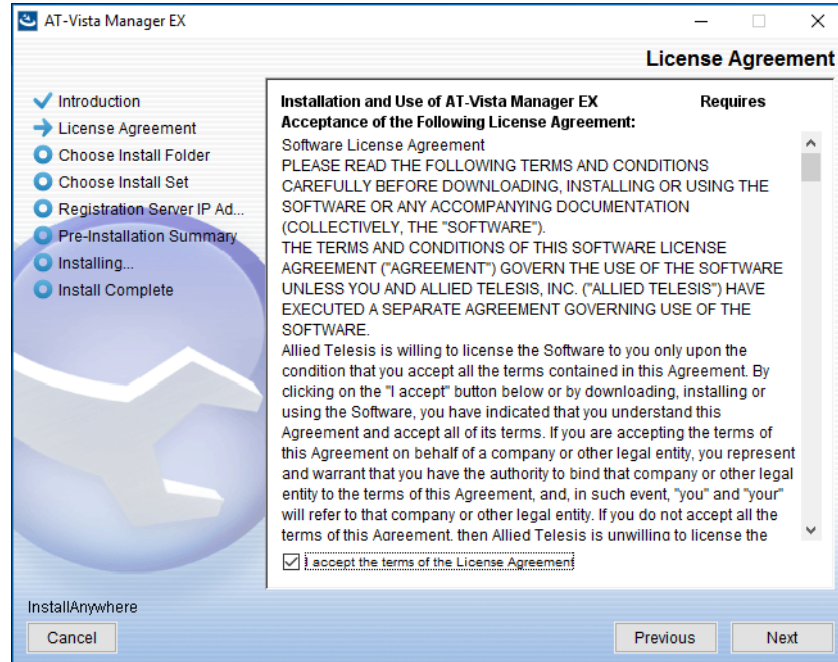 AT-Vista Manager EX
License Agreement
Introduction
License Agreement
Choose Install Folder
Choose Install Set
Registration Server IP Ad...
Pre-Installation Summary
Installing...
Install Complete
Installation and Use of AT-Vista Manager EX Requires
Acceptance of the Following License Agreement:
Software License Agreement
PLEASE READ THE FOLLOWING TERMS AND CONDITIONS
CAREFULLY BEFORE DOWNLOADING, INSTALLING OR USING THE
SOFTWARE OR ANY ACCOMPANYING DOCUMENTATION
(COLLECTIVELY, THE "SOFTWARE").
THE TERMS AND CONDITIONS OF THIS SOFTWARE LICENSE
AGREEMENT ("AGREEMENT") GOVERN THE USE OF THE SOFTWARE
UNLESS YOU AND ALLIED TELESIS, INC. ("ALLIED TELESIS") HAVE
EXECUTED A SEPARATE AGREEMENT GOVERNING USE OF THE
SOFTWARE.
Allied Telesis is willing to license the Software to you only upon the
condition that you accept all the terms contained in this Agreement. By
clicking on the "I accept" button below or by downloading, installing or
using the Software, you have indicated that you understand this
Agreement and accept all of its terms. If you are accepting the terms of
this Agreement on behalf of a company or other legal entity, you represent
and warrant that you have the authority to bind that company or other legal
entity to the terms of this Agreement, and, in such event, "you" and "your"
will refer to that company or other legal entity. If you do not accept all the
terms of this Agreement, then Allied Telesis is unwilling to license the
I accept the terms of the License Agreement
InstallAnywhere
Cancel
Previous
Next